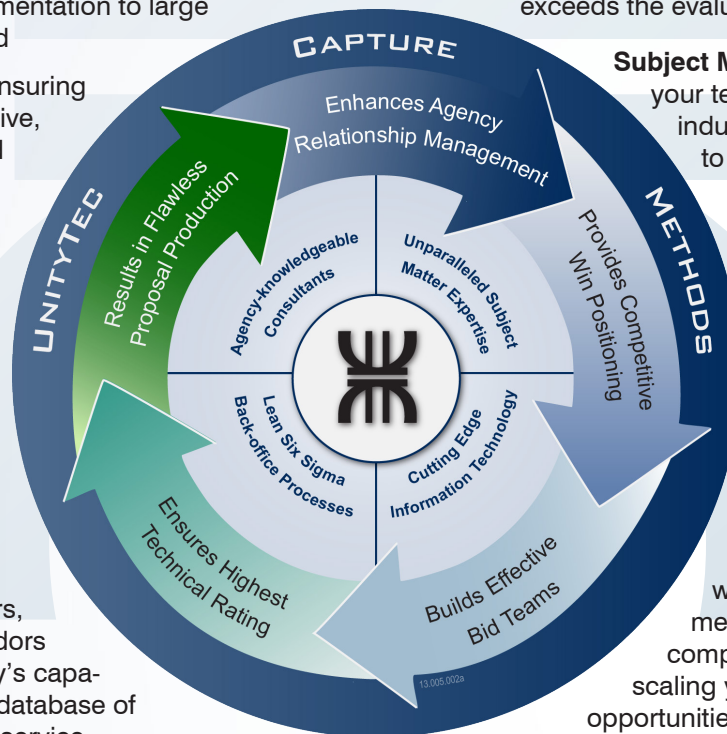 mentation to large
exceeds the evalu
nsuring
ive,
Subject M
your te
indu
to
CAPTURE
METHODS
UNITYTEC
Enhances Agency
Relationship Management
Provides Competitive
Win Positioning
Builds Effective
Bid Teams
Ensures Highest
Technical Rating
Results in Flawless
Proposal Production
Agency-knowledgeable
Consultants
Unparalleled Subject
Matter Expertise
Cutting Edge
Information Technology
Lean Six Sigma
Back-office Processes
13.005.002a
rs,
dors
y's capa-
database of
w
me
comp
scaling y
opportunities